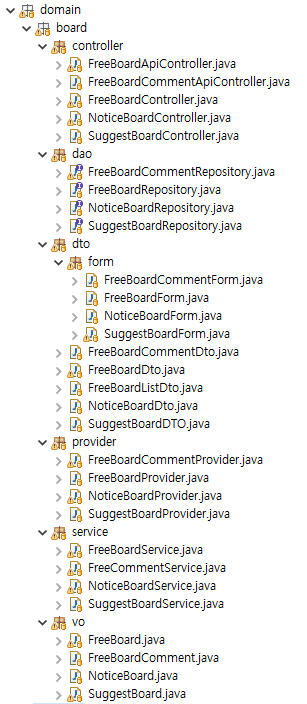 domain
board
controller
FreeBoardApiController.java
FreeBoardCommentApiController.java
FreeBoardController.java
NoticeBoardController.java
SuggestBoardController.java
dao
FreeBoardCommentRepository.java
FreeBoardRepository.java
NoticeBoardRepository.java
SuggestBoardRepository.java
dto
form
FreeBoardCommentForm.java
FreeBoardForm.java
NoticeBoardForm.java
SuggestBoardForm.java
FreeBoardCommentDto.java
FreeBoardDto.java
FreeBoardListDto.java
NoticeBoardDto.java
SuggestBoardDTO.java
provider
FreeBoardCommentProvider.java
FreeBoardProvider.java
NoticeBoardProvider.java
SuggestBoardProvider.java
service
FreeBoardService.java
FreeCommentService.java
NoticeBoardService.java
SuggestBoardService.java
vo
FreeBoard.java
FreeBoardComment.java
NoticeBoard.java
SuggestBoard.java